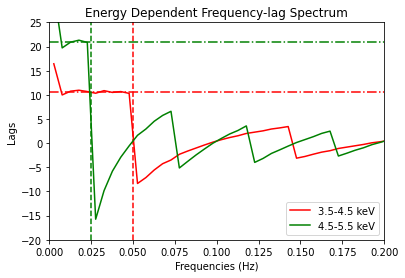 Energy Dependent Frequency-lag Spectrum
25
20
15
10
5
0
−5
−10
−15
−20
Lags
3.5-4.5 keV
4.5-5.5 keV
0.000 0.025 0.050 0.075 0.100 0.125 0.150 0.175 0.200
Frequencies (Hz)